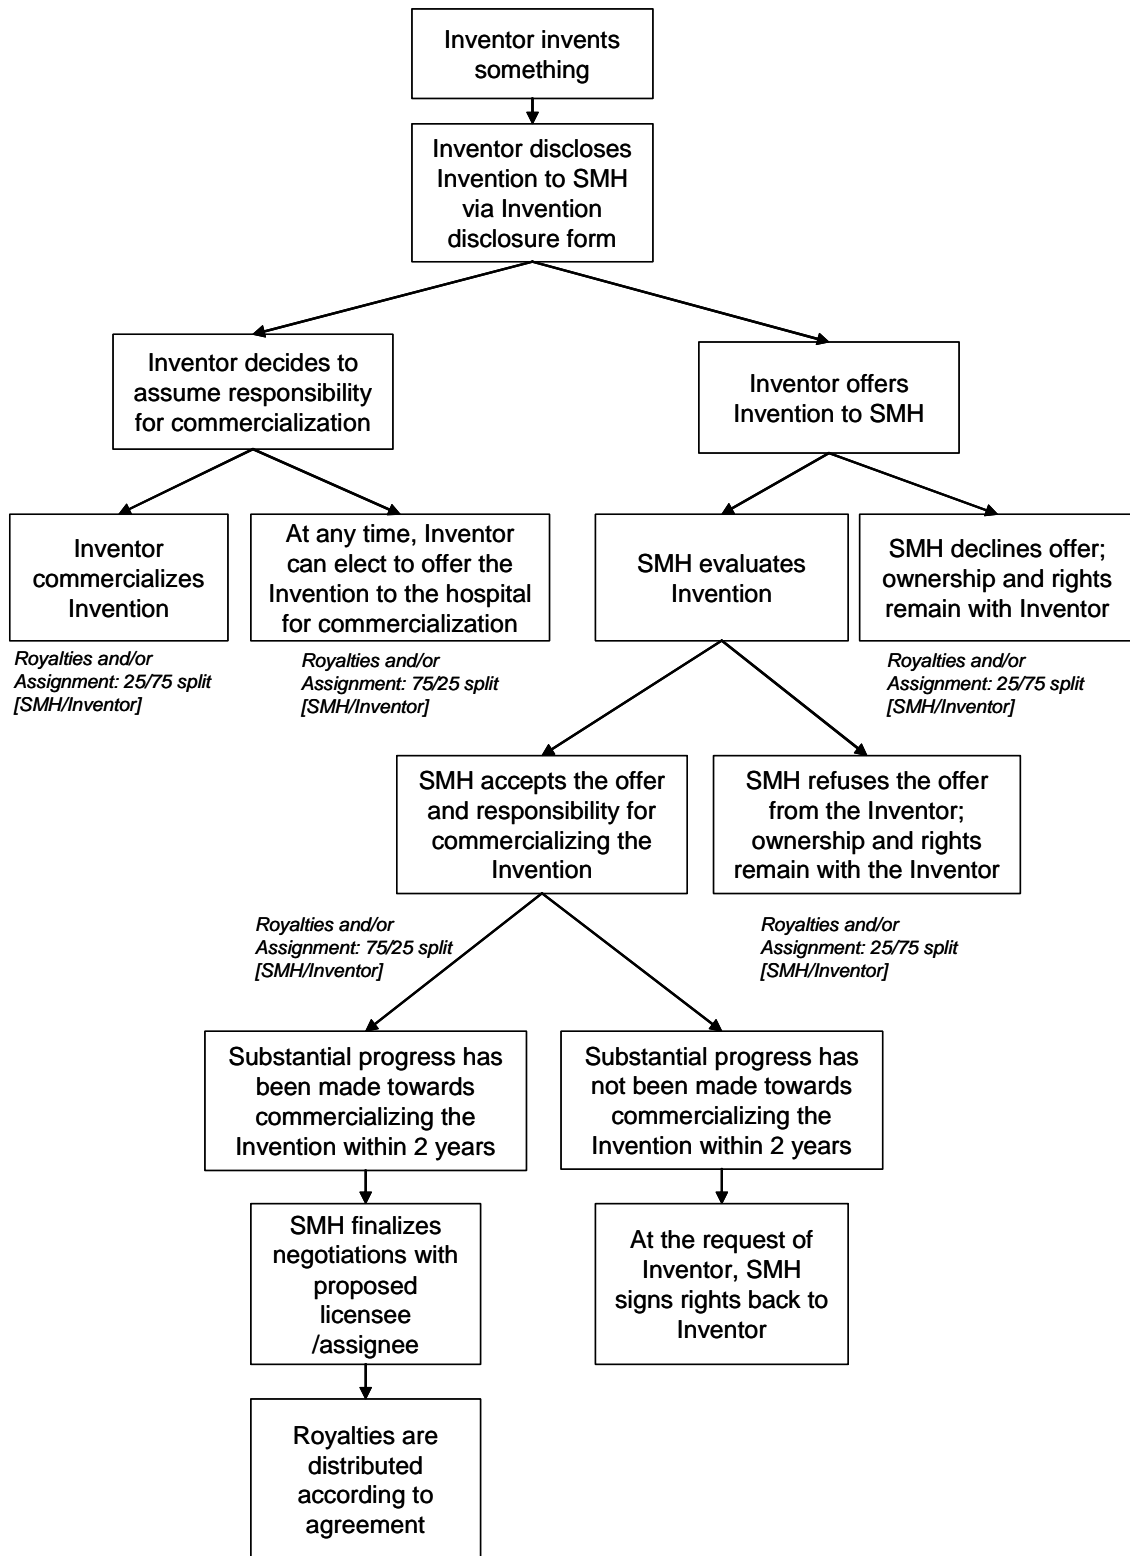 Inventor invents
something
Inventor discloses
Invention to SMH
via Invention
disclosure form
Inventor decides to
assume responsibility
for commercialization
Inventor offers
Invention to SMH
Inventor
commercializes
Invention
At any time, Inventor
can elect to offer the
Invention to the hospital
for commercialization
SMH evaluates
Invention
SMH declines offer;
ownership and rights
remain with Inventor
Royalties and/or
Assignment: 25/75 split
[SMH/Inventor]
Royalties and/or
Assignment: 75/25 split
[SMH/Inventor]
Royalties and/or
Assignment: 25/75 split
[SMH/Inventor]
SMH accepts the offer
and responsibility for
commercializing the
Invention
SMH refuses the offer
from the Inventor;
ownership and rights
remain with the Inventor
Royalties and/or
Assignment: 75/25 split
[SMH/Inventor]
Royalties and/or
Assignment: 25/75 split
[SMH/Inventor]
Substantial progress has
been made towards
commercializing the
Invention within 2 years
Substantial progress has
not been made towards
commercializing the
Invention within 2 years
SMH finalizes
negotiations with
proposed
licensee
/assignee
At the request of
Inventor, SMH
signs rights back to
Inventor
Royalties are
distributed
according to
agreement